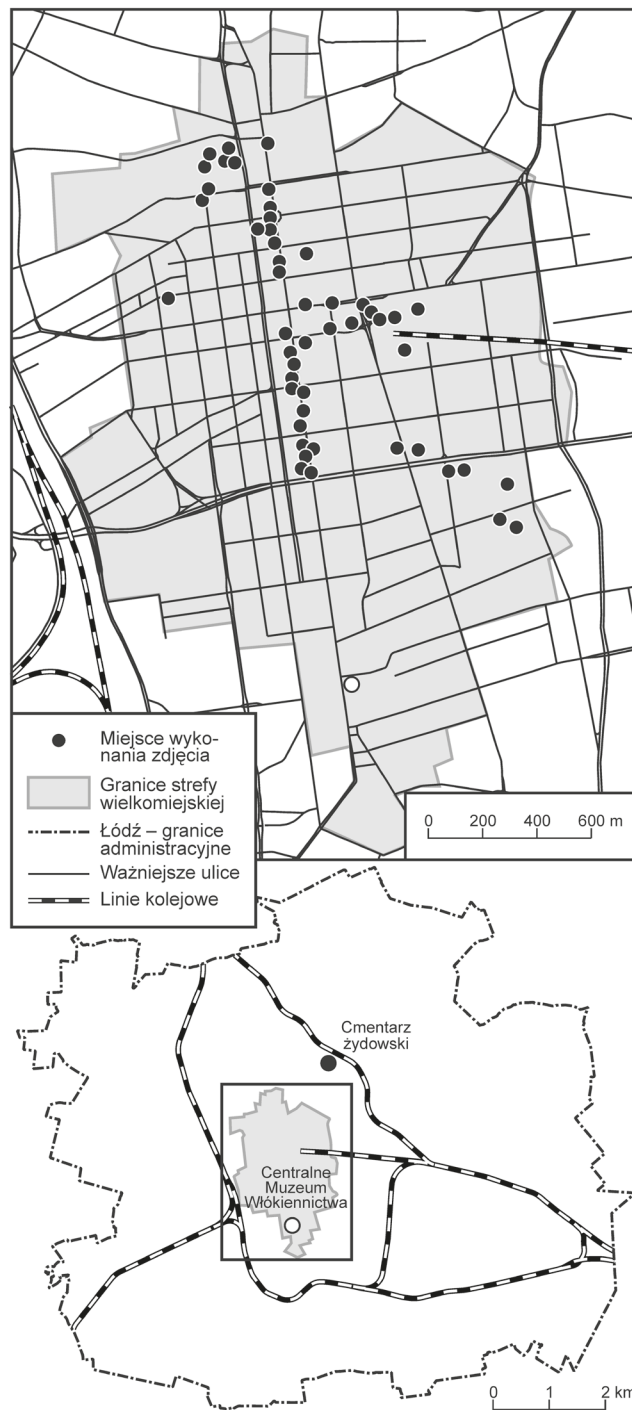 Miejsce wyko-
nania zdjęcia
Granice strefy
wielkomiejskiej
Łódź – granice
administracyjne
Ważniejsze ulice
Linie kolejowe
0 200 400 600 m
Cmentarz
żydowski
Centralne
Muzeum
Włókiennictwa
0 1 2 km